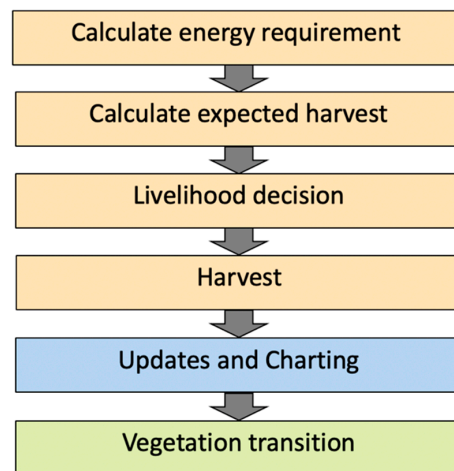 Calculate energy requirement
Calculate expected harvest
Livelihood decision
Harvest
Updates and Charting
Vegetation transition